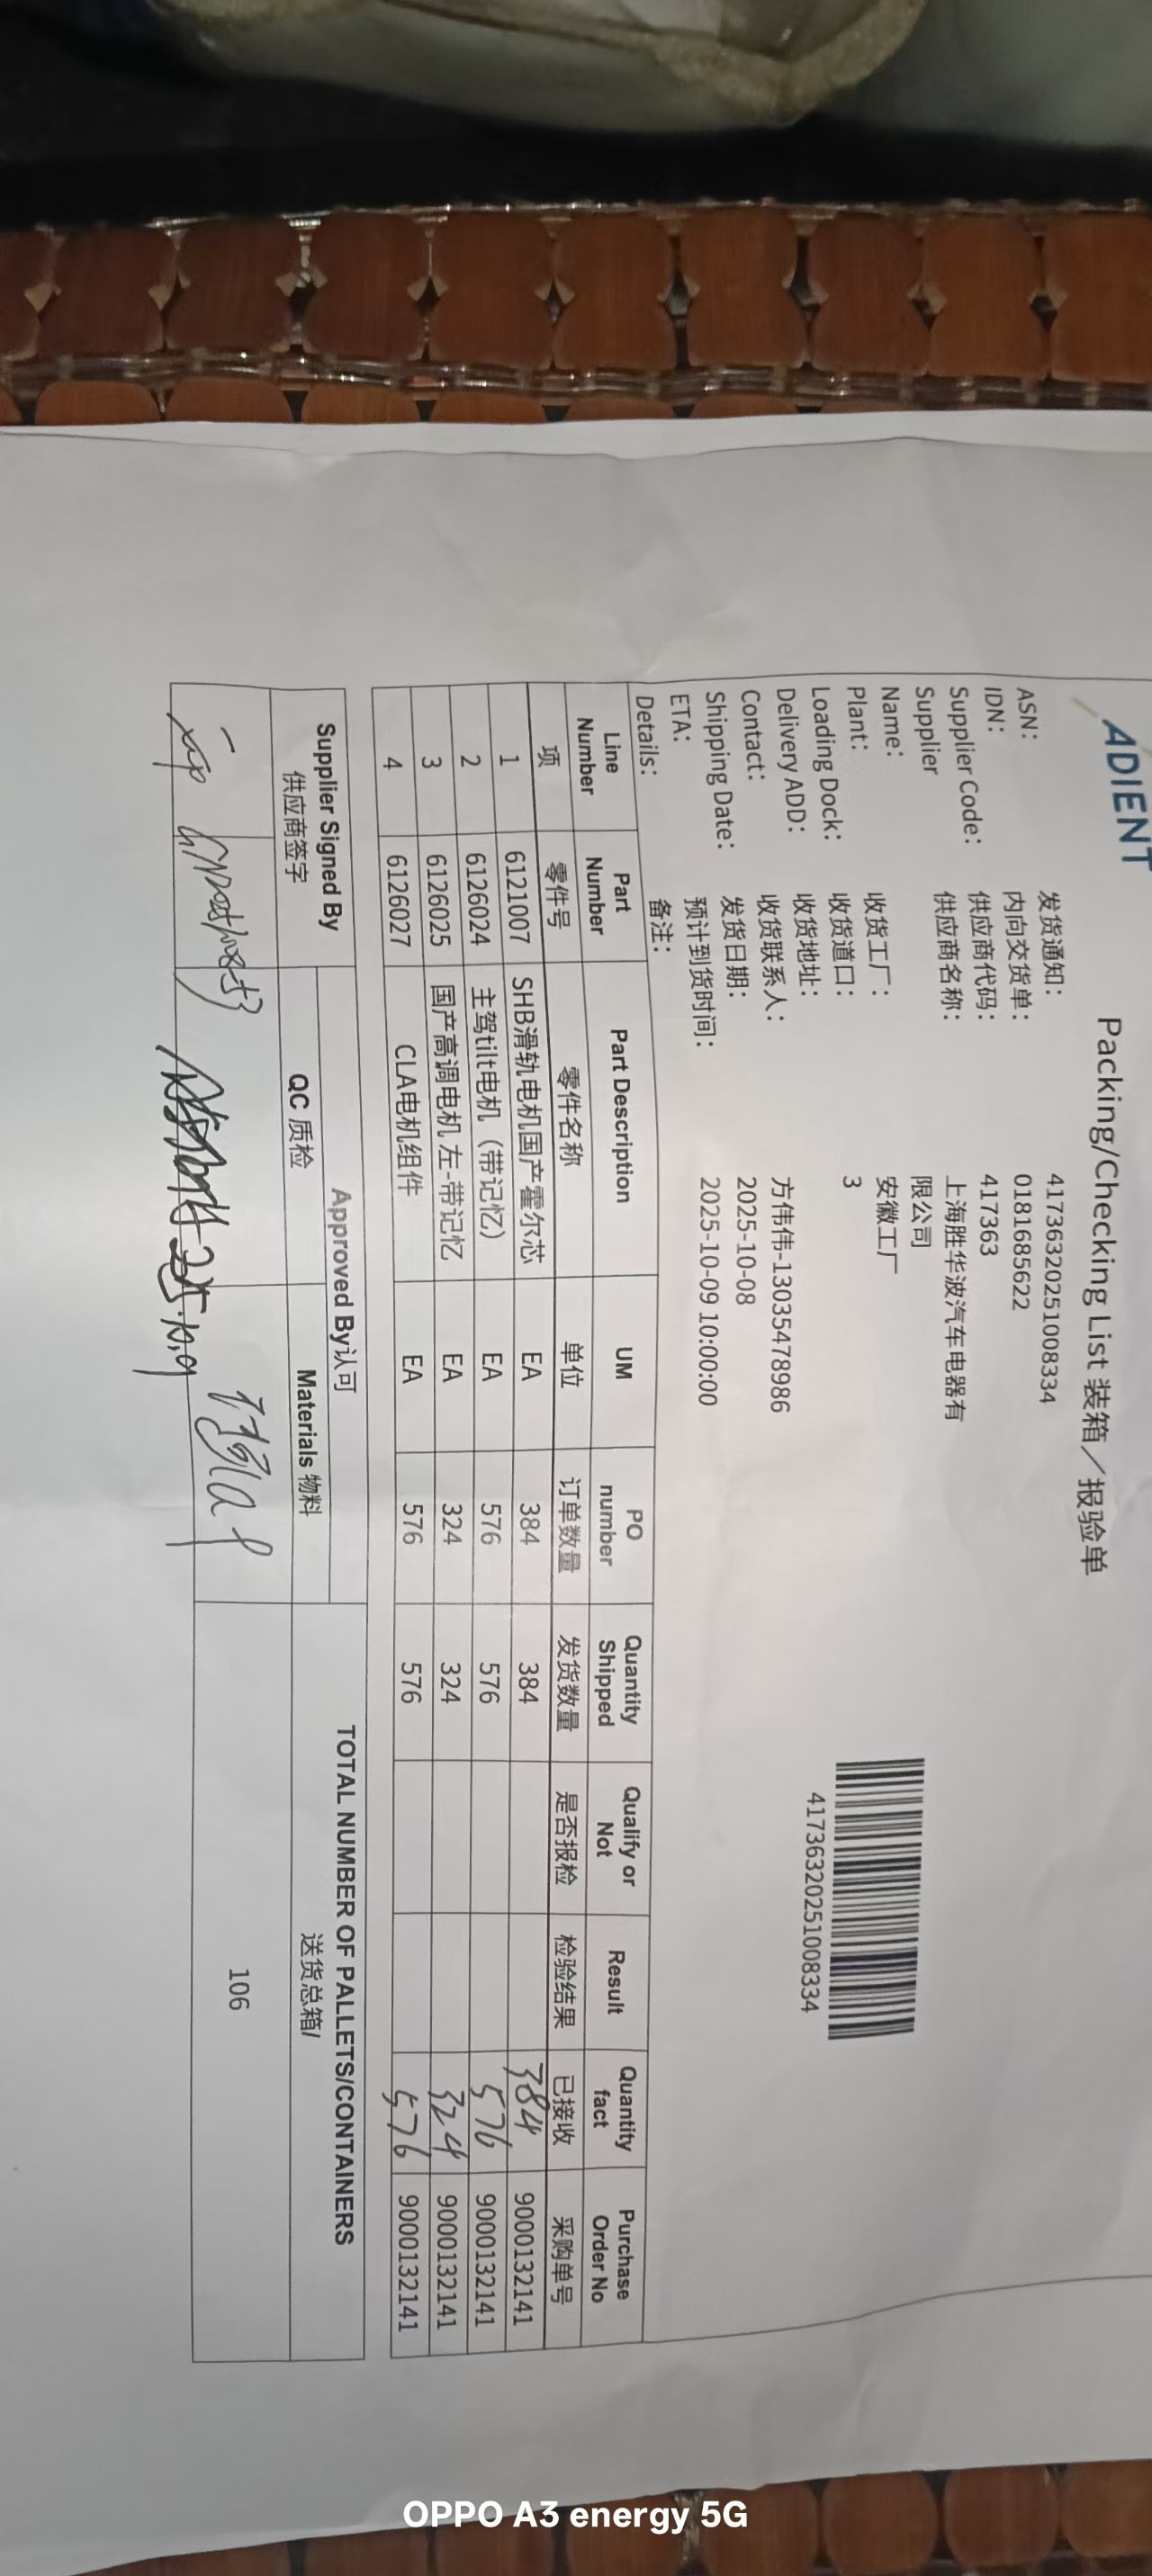 ADIENT
Packing/Checking List 装箱／报验单
ASN: 发货通知： 41736320251008334
IDN: 内向交货单： 0181685622
Supplier Code: 供应商代码： 417363
Supplier Name: 供应商名称： 上海胜华波汽车电器有
限公司
Plant: 收货工厂： 安徽工厂
Loading Dock: 收货道口： 3
Delivery ADD: 收货地址：
Contact: 收货联系人： 方伟伟-13035478986
Shipping Date: 发货日期： 2025-10-08
ETA: 预计到货时间： 2025-10-09 10:00:00
Details: 备注：
41736320251008334
Line Number Part Number Part Description UM PO number Quantity Shipped Qualify or Not Result Quantity fact Purchase Order No
项 零件号 零件名称 单位 订单数量 发货数量 是否报检 检验结果 已接收 采购单号
1 6121007 SHB滑轨电机国产霍尔芯 EA 384 384 384 9000132141
2 6126024 主驾tilt电机（带记忆） EA 576 576 576 9000132141
3 6126025 国产高调电机 左-带记忆 EA 324 324 324 9000132141
4 6126027 CLA电机组件 EA 576 576 576 9000132141
Supplier Signed By Approved By认可 TOTAL NUMBER OF PALLETS/CONTAINERS
供应商签字 QC 质检 Materials 物料 送货总箱/
106
OPPO A3 energy 5G